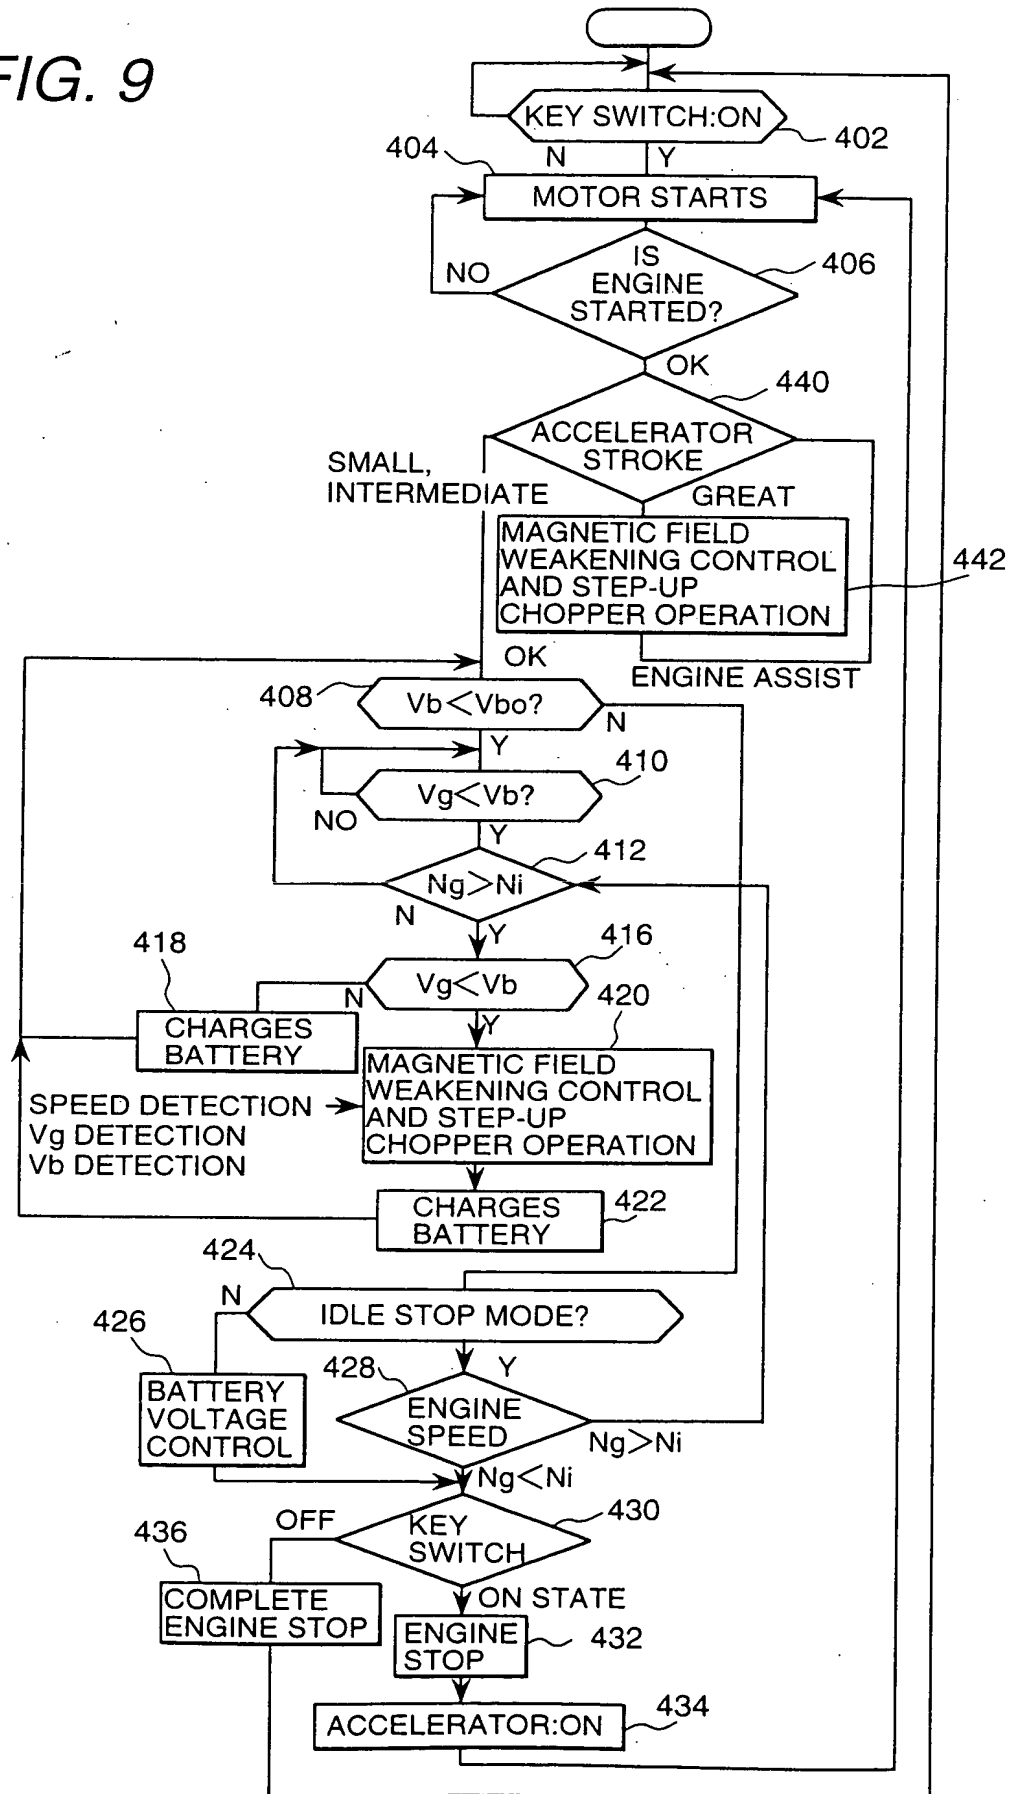 FIG. 9
KEY SWITCH:ON
402
N
Y
404
MOTOR STARTS
IS
ENGINE
STARTED?
406
NO
OK
440
ACCELERATOR
STROKE
SMALL,
INTERMEDIATE
GREAT
MAGNETIC FIELD
WEAKENING CONTROL
AND STEP-UP
CHOPPER OPERATION
442
OK
ENGINE ASSIST
408
Vb<Vbo?
N
Y
410
Vg<Vb?
NO
Y
412
Ng>Ni
N
Y
416
Vg<Vb
N
Y
418
CHARGES
BATTERY
420
MAGNETIC FIELD
WEAKENING CONTROL
AND STEP-UP
CHOPPER OPERATION
SPEED DETECTION
Vg DETECTION
Vb DETECTION
CHARGES
BATTERY
422
424
N
IDLE STOP MODE?
426
Y
428
BATTERY
VOLTAGE
CONTROL
ENGINE
SPEED
Ng>Ni
Ng<Ni
OFF
430
KEY
SWITCH
436
COMPLETE
ENGINE STOP
ON STATE
ENGINE
STOP
432
ACCELERATOR:ON
434